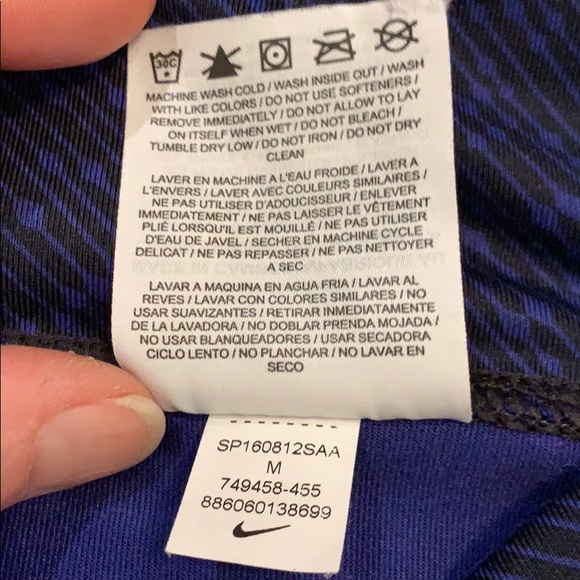 30C
MACHINE WASH COLD / WASH INSIDE OUT / WASH
WITH LIKE COLORS / DO NOT USE SOFTENERS /
REMOVE IMMEDIATELY / DO NOT ALLOW TO LAY
ON ITSELF WHEN WET / DO NOT BLEACH /
TUMBLE DRY LOW / DO NOT IRON / DO NOT DRY
CLEAN
LAVER EN MACHINE A L'EAU FROIDE / LAVER A
L'ENVERS / LAVER AVEC COULEURS SIMILAIRES /
NE PAS UTILISER D'ADOUCISSEUR / ENLEVER
IMMEDIATEMENT / NE PAS LAISSER LE VÊTEMENT
PLIÉ LORSQU'IL EST MOUILLÉ / NE PAS UTILISER
D'EAU DE JAVEL / SECHER EN MACHINE CYCLE
DELICAT / NE PAS REPASSER / NE PAS NETTOYER
A SEC
LAVAR A MAQUINA EN AGUA FRIA / LAVAR AL
REVES / LAVAR CON COLORES SIMILARES / NO
USAR SUAVIZANTES / RETIRAR INMEDIATAMENTE
DE LA LAVADORA / NO DOBLAR PRENDA MOJADA /
NO USAR BLANQUEADORES / USAR SECADORA
CICLO LENTO / NO PLANCHAR / NO LAVAR EN
SECO
SP160812SAA
M
749458-455
886060138699